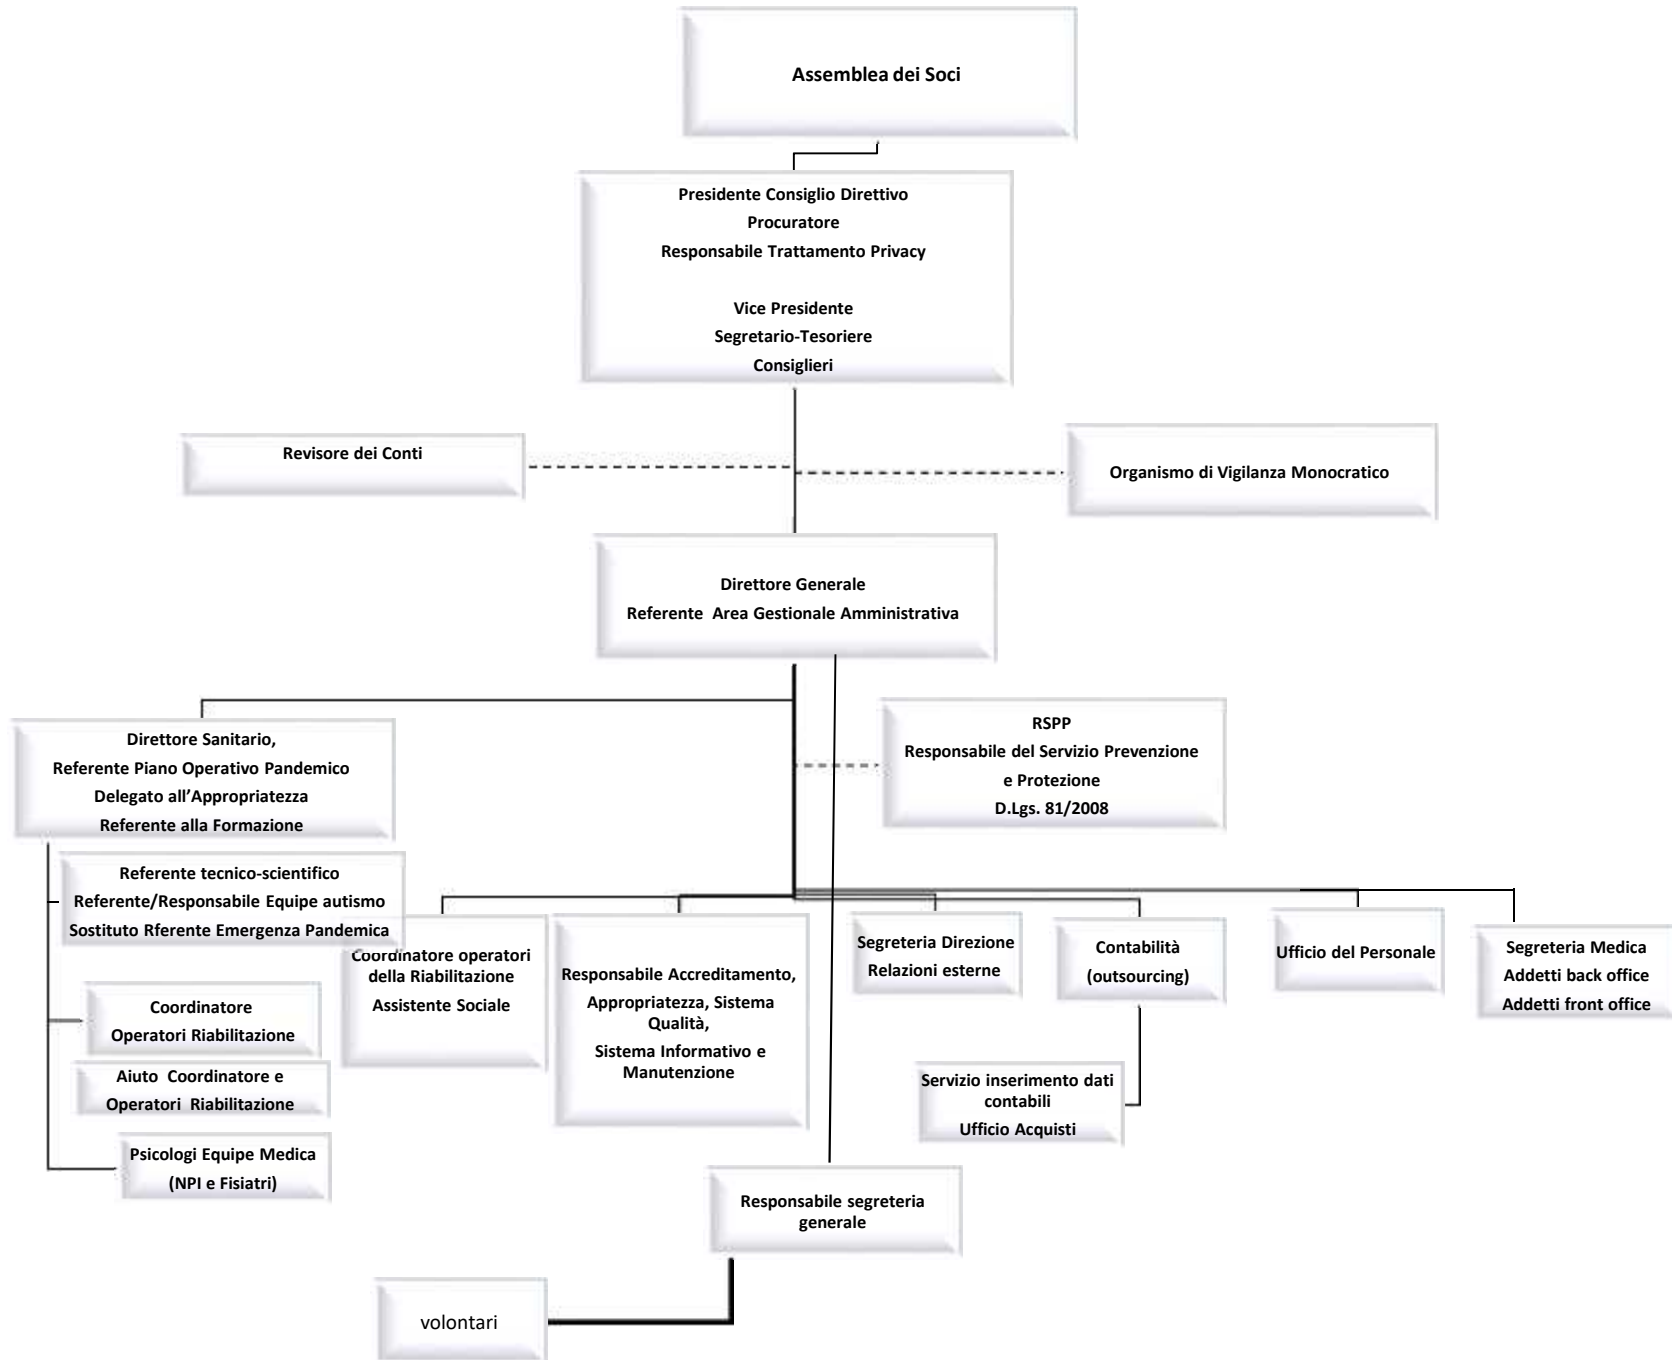 Assemblea dei Soci
Presidente Consiglio Direttivo
Procuratore
Responsabile Trattamento Privacy
Vice Presidente
Segretario-Tesoriere
Consiglieri
Revisore dei Conti
Organismo di Vigilanza Monocratico
Direttore Generale
Referente Area Gestionale Amministrativa
Direttore Sanitario,
Referente Piano Operativo Pandemico
Delegato all’Appropriatezza
Referente alla Formazione
RSPP
Responsabile del Servizio Prevenzione
e Protezione
D.Lgs. 81/2008
Referente tecnico-scientifico
Referente/Responsabile Equipe autismo
Sostituto Rferente Emergenza Pandemica
Coordinatore operatori
della Riabilitazione
Assistente Sociale
Responsabile Accreditamento,
Appropriatezza, Sistema
Qualità,
Sistema Informativo e
Manutenzione
Segreteria Direzione
Relazioni esterne
Contabilità
(outsourcing)
Ufficio del Personale
Segreteria Medica
Addetti back office
Addetti front office
Coordinatore
Operatori Riabilitazione
Aiuto Coordinatore e
Operatori Riabilitazione
Psicologi Equipe Medica
(NPI e Fisiatri)
Servizio inserimento dati
contabili
Ufficio Acquisti
Responsabile segreteria
generale
volontari